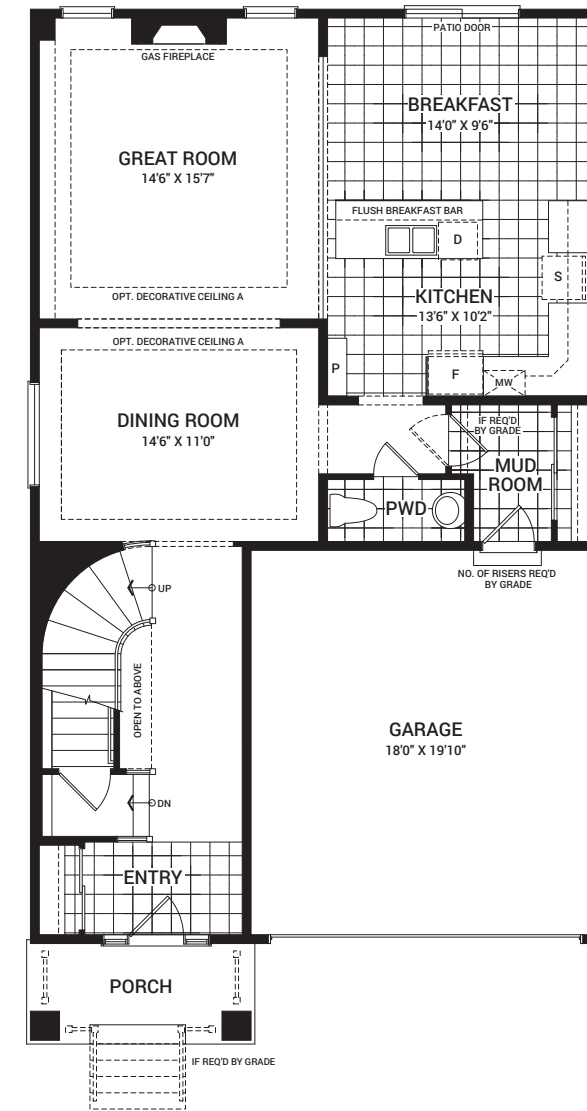 PATIO DOOR
GAS FIREPLACE
BREAKFAST
14'0" X 9'6"
GREAT ROOM
14'6" X 15'7"
FLUSH BREAKFAST BAR
D
S
OPT. DECORATIVE CEILING A
KITCHEN
13'6" X 10'2"
OPT. DECORATIVE CEILING A
P
F
MW
DINING ROOM
14'6" X 11'0"
IF REQ'D
BY GRADE
MUD
ROOM
PWD
NO. OF RISERS REQ'D
BY GRADE
UP
OPEN TO ABOVE
GARAGE
18'0" X 19'10"
DN
ENTRY
PORCH
IF REQ'D BY GRADE